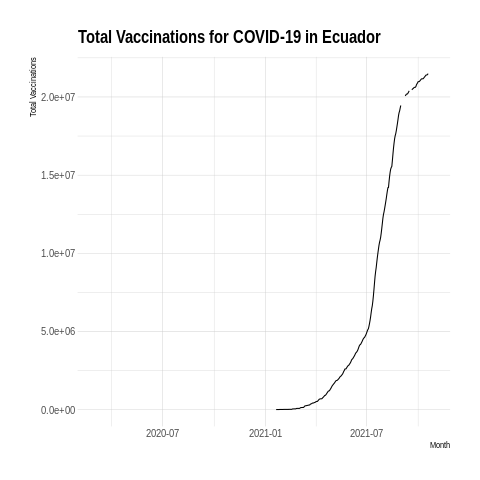 Total Vaccinations for COVID-19 in Ecuador
Total Vaccinations
2.0e+07
1.5e+07
1.0e+07
5.0e+06
0.0e+00
2020-07
2021-01
2021-07
Month